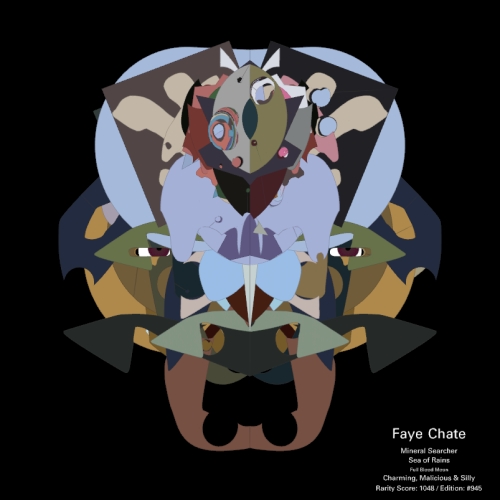 Faye Chate
Mineral Searcher
Sea of Rains
Full Blood Moon
Charming, Malicious & Silly
Rarity Score: 1048 / Edition: #945